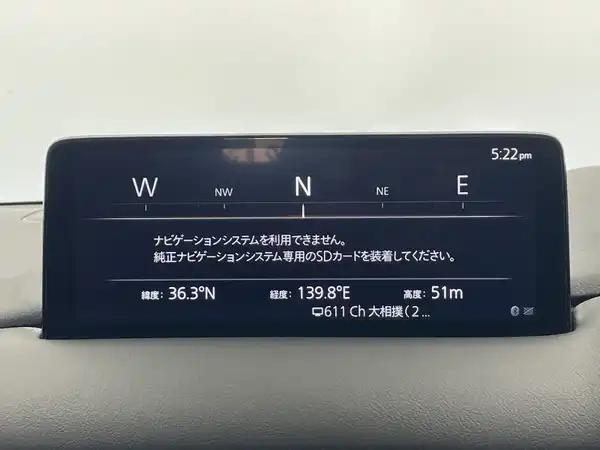 5:22 pm
W NW N NE E
ナビゲーションシステムを利用できません。
純正ナビゲーションシステム専用のSDカードを装着してください。
緯度: 36.3°N 経度: 139.8°E 高度: 51m
611 Ch 大相撲（2 ...